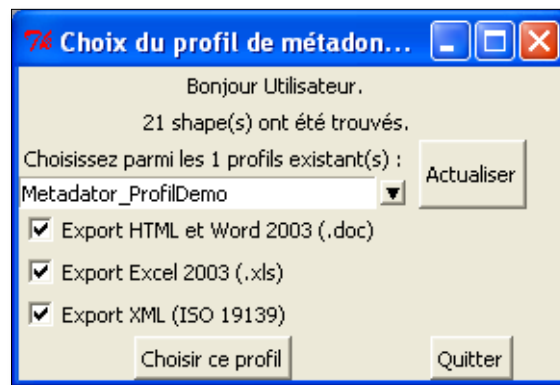 Choix du profil de métadon...
Bonjour Utilisateur.
21 shape(s) ont été trouvés.
Choisissez parmi les 1 profils existant(s) :
Actualiser
Metadator_ProfilDemo
Export HTML et Word 2003 (.doc)
Export Excel 2003 (.xls)
Export XML (ISO 19139)
Choisir ce profil
Quitter